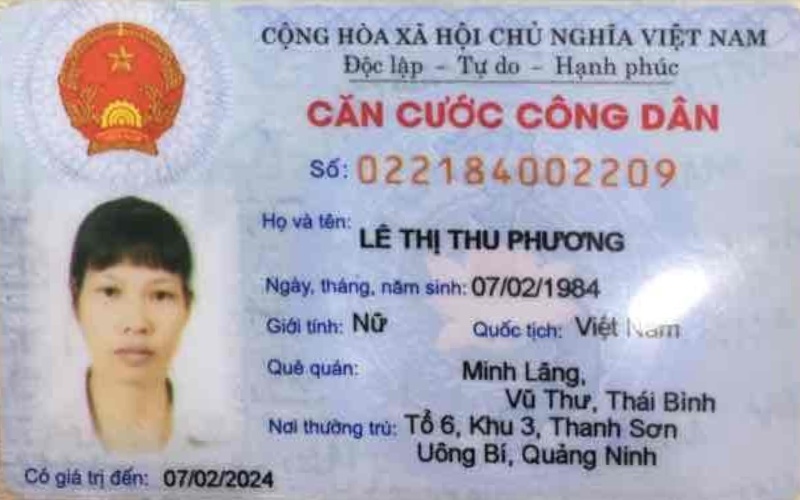 CỘNG HÒA XÃ HỘI CHỦ NGHĨA VIỆT NAM
Độc lập - Tự do - Hạnh phúc
CĂN CƯỚC CÔNG DÂN
Số: 022184002209
Họ và tên: LÊ THỊ THU PHƯƠNG
Ngày, tháng, năm sinh: 07/02/1984
Giới tính: Nữ Quốc tịch: Việt Nam
Quê quán: Minh Lãng,
Vũ Thư, Thái Bình
Nơi thường trú: Tổ 6, Khu 3, Thanh Sơn
Uông Bí, Quảng Ninh
Có giá trị đến: 07/02/2024